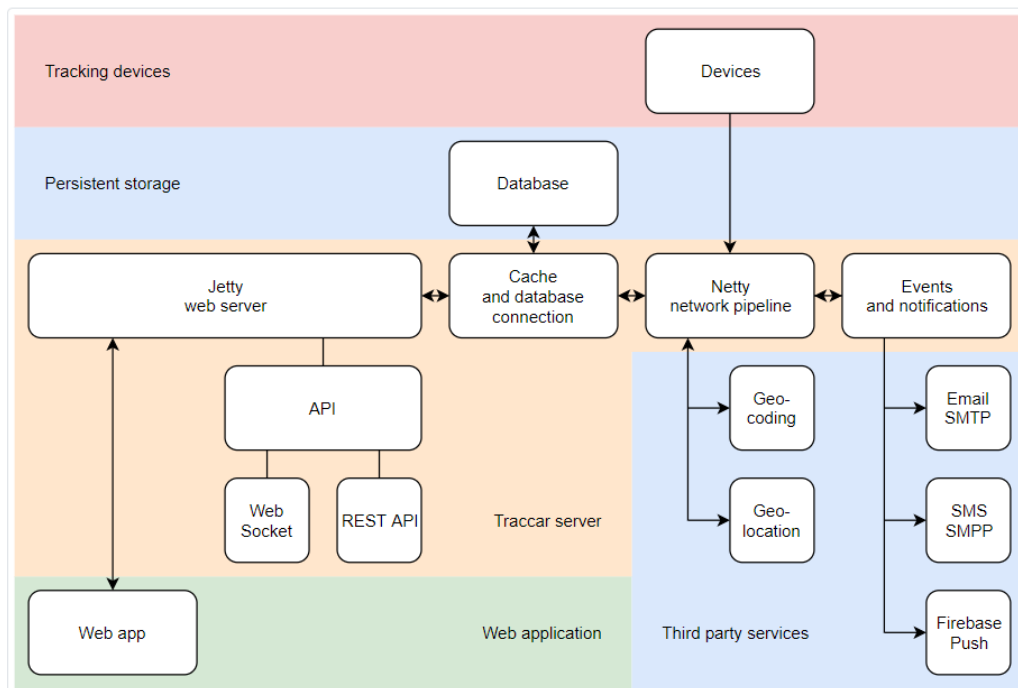 Tracking devices
Devices
Persistent storage
Database
Jetty
web server
Cache
and database
connection
Netty
network pipeline
Events
and notifications
API
Geo-
coding
Email
SMTP
Web
Socket
REST API
Traccar server
Geo-
location
SMS
SMPP
Web app
Web application
Third party services
Firebase
Push